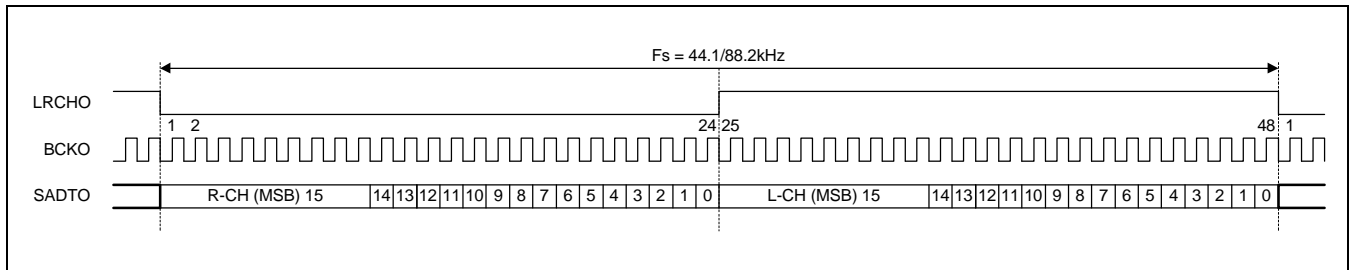 Fs = 44.1/88.2kHz
LRCHO
1 2 24 25 48 1
BCKO
SADTO R-CH (MSB) 15 14 13 12 11 10 9 8 7 6 5 4 3 2 1 0 L-CH (MSB) 15 14 13 12 11 10 9 8 7 6 5 4 3 2 1 0